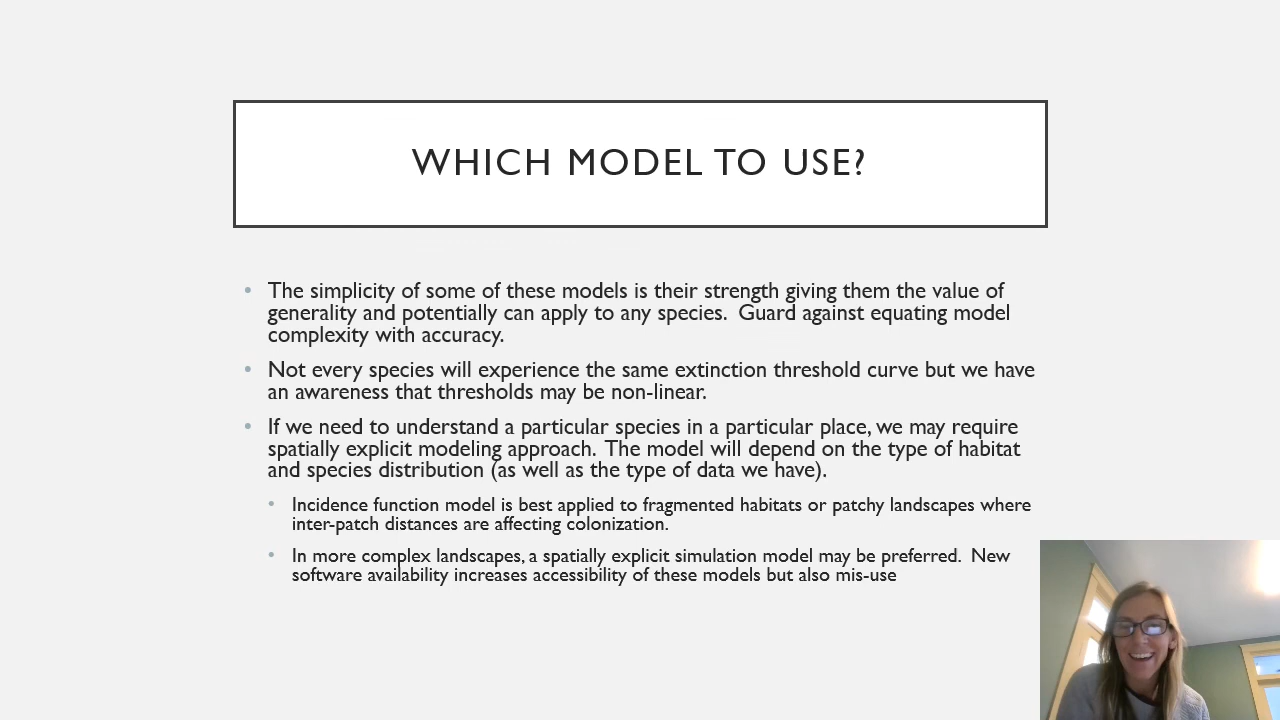 WHICH MODEL TO USE?
• The simplicity of some of these models is their strength giving them the value of
generality and potentially can apply to any species.  Guard against equating model
complexity with accuracy.
• Not every species will experience the same extinction threshold curve but we have
an awareness that thresholds may be non-linear.
• If we need to understand a particular species in a particular place, we may require
spatially explicit modeling approach.  The model will depend on the type of habitat
and species distribution (as well as the type of data we have).
• Incidence function model is best applied to fragmented habitats or patchy landscapes where
inter-patch distances are affecting colonization.
• In more complex landscapes, a spatially explicit simulation model may be preferred.  New
software availability increases accessibility of these models but also mis-use